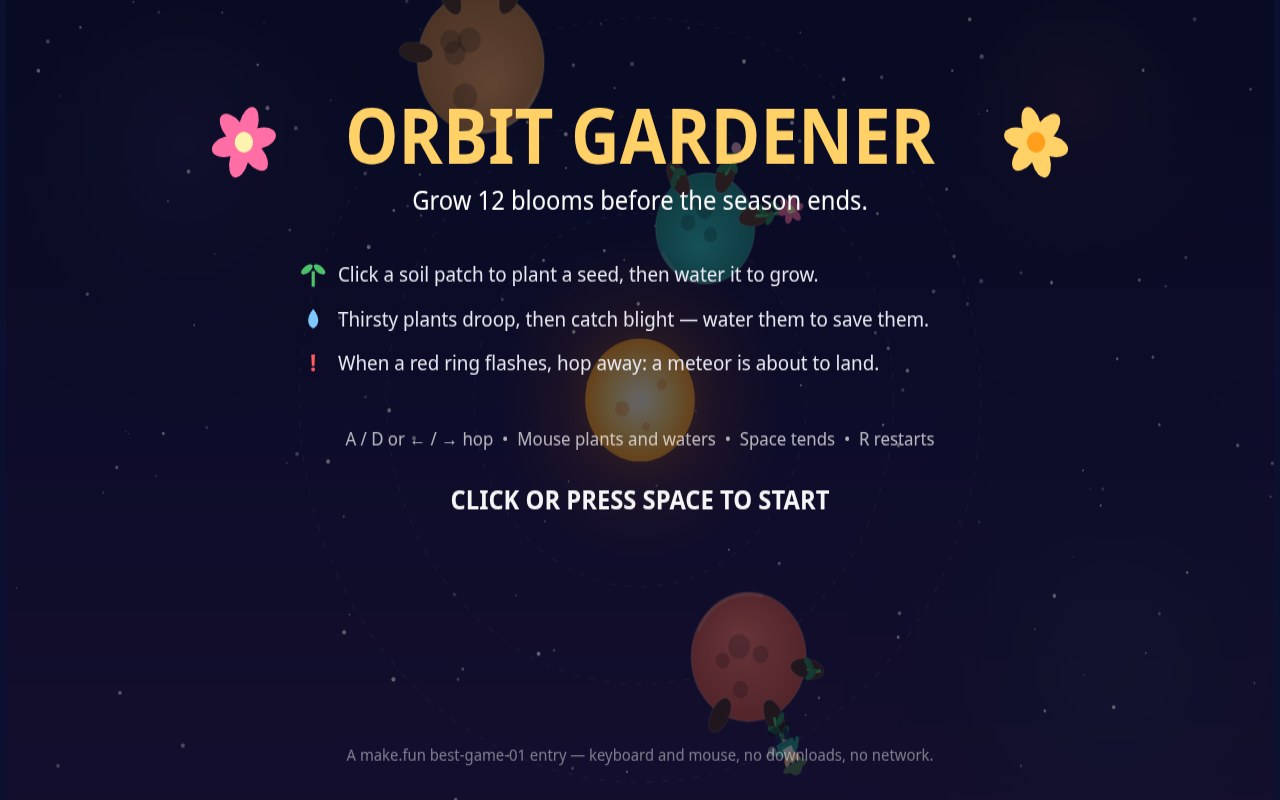 ORBIT GARDENER
Grow 12 blooms before the season ends.
Click a soil patch to plant a seed, then water it to grow.
Thirsty plants droop, then catch blight — water them to save them.
! When a red ring flashes, hop away: a meteor is about to land.
A / D or ← / → hop • Mouse plants and waters • Space tends • R restarts
CLICK OR PRESS SPACE TO START
A make.fun best-game-01 entry — keyboard and mouse, no downloads, no network.